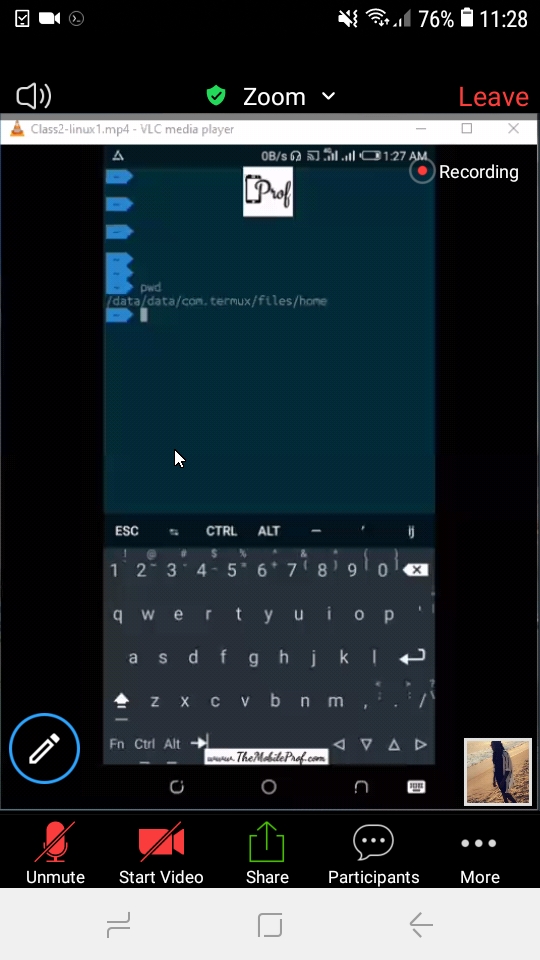 76% 11:28
Zoom
Leave
Class2-linux1.mp4 - VLC media player
0B/s 4G 1:27 AM
Prof
Recording
~
~
~
~
~
~ pwd
/data/data/com.termux/files/home
~
ESC CTRL ALT — ij
! @ # $ % ^ & * ( )
1 2 3 4 5 6 7 8 9 0
q w e r t y u i o p '
a s d f g h j k l
z x c v b n m , . /
Fn Ctrl Alt
www.TheMobileProf.com
Unmute Start Video Share Participants More